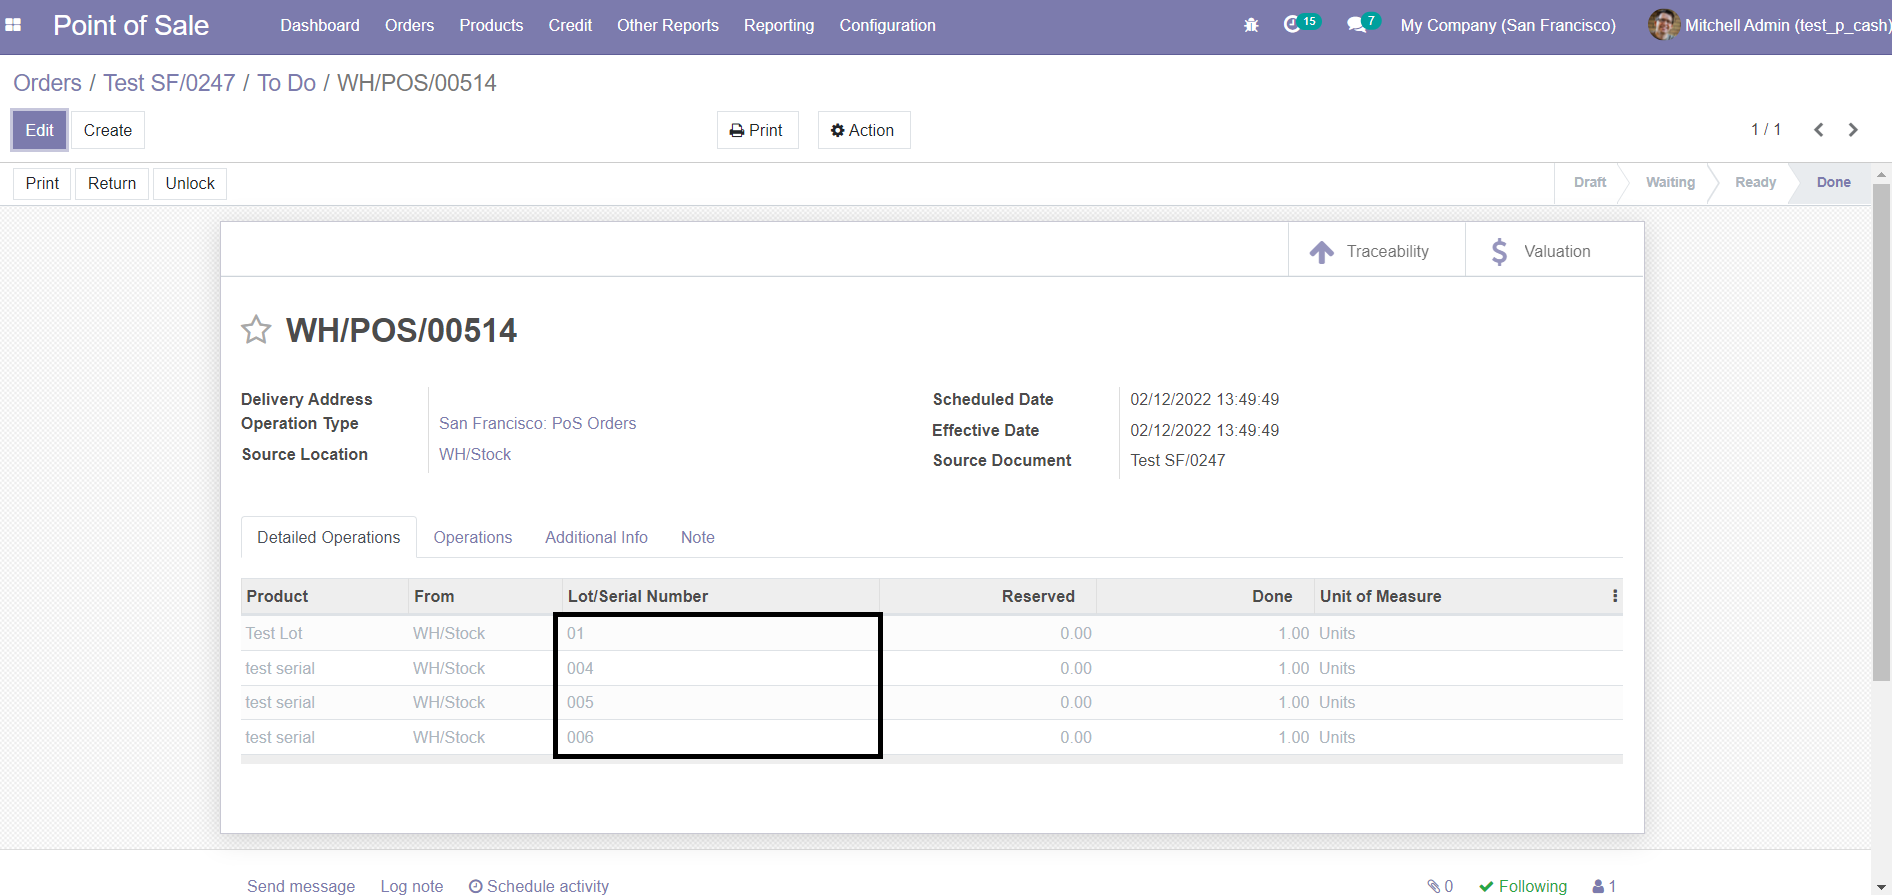 Point of Sale Dashboard Orders Products Credit Other Reports Reporting Configuration 15 7 My Company (San Francisco) Mitchell Admin (test_p_cash)
Orders / Test SF/0247 / To Do / WH/POS/00514
Edit Create Print Action 1 / 1
Print Return Unlock Draft Waiting Ready Done
Traceability $ Valuation
WH/POS/00514
Delivery Address Scheduled Date 02/12/2022 13:49:49
Operation Type San Francisco: PoS Orders Effective Date 02/12/2022 13:49:49
Source Location WH/Stock Source Document Test SF/0247
Detailed Operations Operations Additional Info Note
Product From Lot/Serial Number Reserved Done Unit of Measure
Test Lot WH/Stock 01 0.00 1.00 Units
test serial WH/Stock 004 0.00 1.00 Units
test serial WH/Stock 005 0.00 1.00 Units
test serial WH/Stock 006 0.00 1.00 Units
Send message Log note Schedule activity 0 Following 1